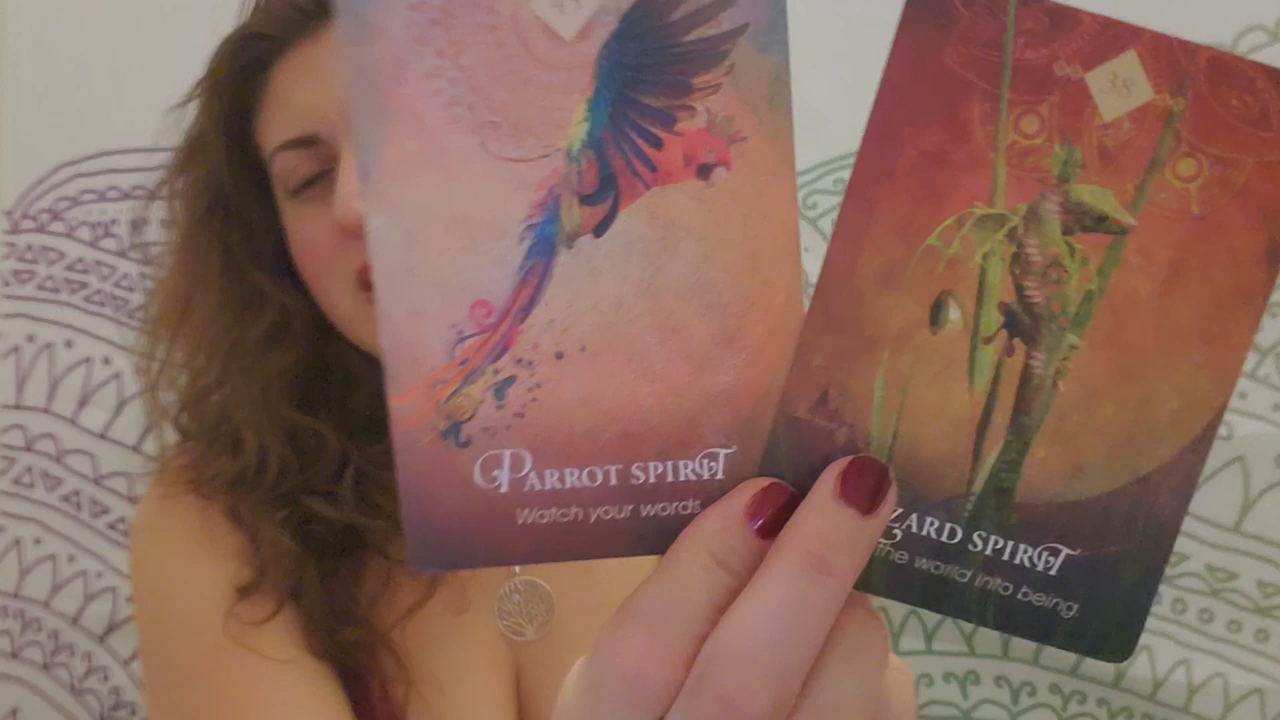 PARROT SPIRIT
Watch your words
38
ZARD SPIRIT
the world into being.